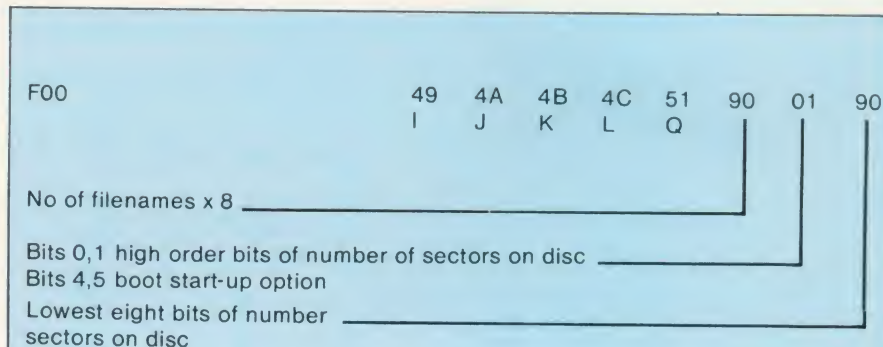 F00 49 4A 4B 4C 51 90 01 90
I J K L Q
No of filenames x 8
Bits 0,1 high order bits of number of sectors on disc
Bits 4,5 boot start-up option
Lowest eight bits of number
sectors on disc